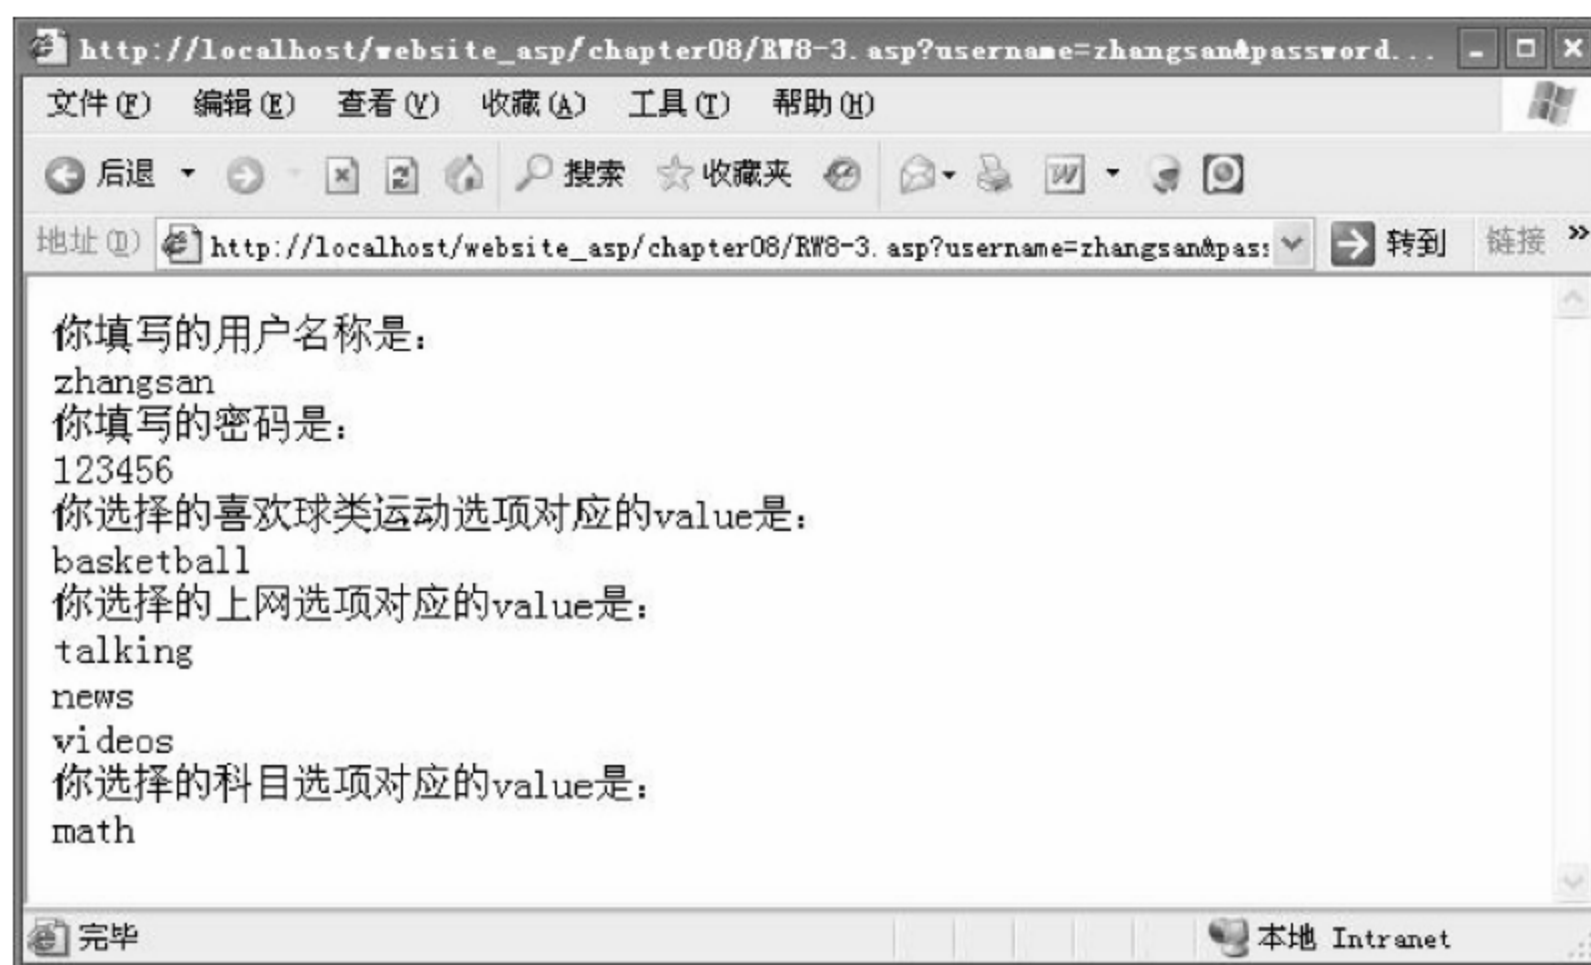 http://localhost/website_asp/chapter08/RW8-3.asp?username=zhangsan&password...
文件(F) 编辑(E) 查看(V) 收藏(A) 工具(T) 帮助(H)
后退 搜索 收藏夹
地址(D) http://localhost/website_asp/chapter08/RW8-3.asp?username=zhangsan&pass 转到 链接 »
你填写的用户名称是：
zhangsan
你填写的密码是：
123456
你选择的喜欢球类运动选项对应的value是：
basketball
你选择的上网选项对应的value是：
talking
news
videos
你选择的科目选项对应的value是：
math
完毕 本地 Intranet